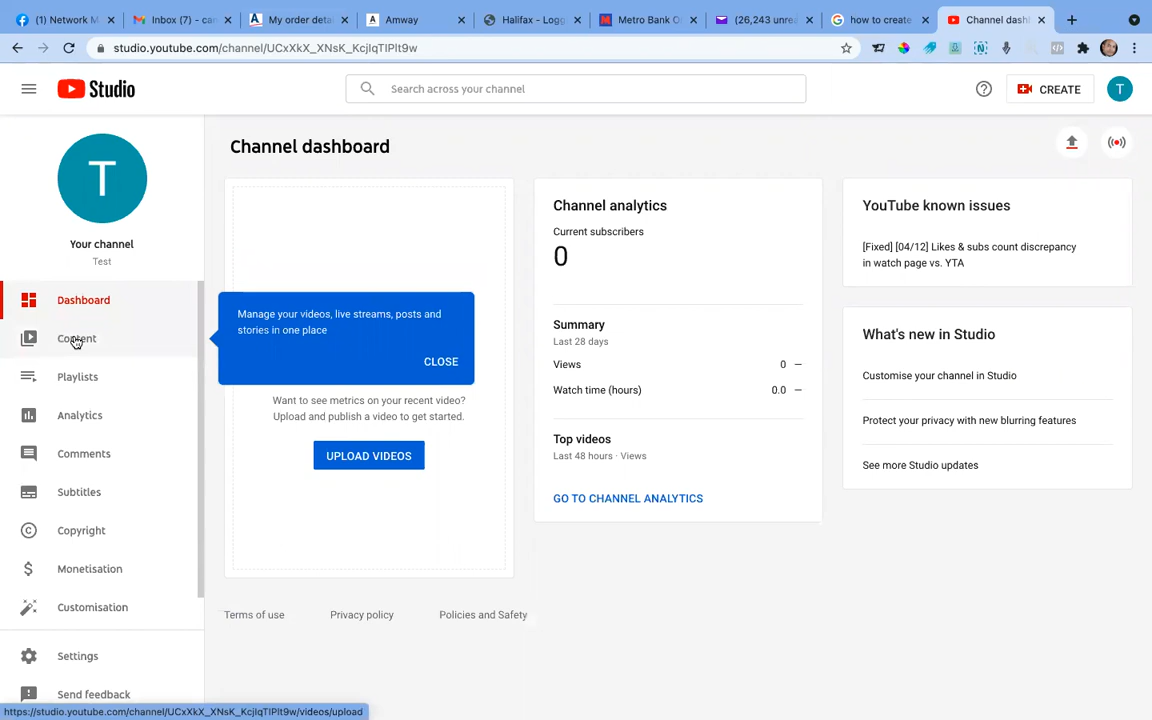 (1) Network M
Inbox (7) - can
My order detai
Amway
Halifax - Logg
Metro Bank O
(26,243 unre
how to create
Channel dash
studio.youtube.com/channel/UCxXkX_XNsK_KcjIqTIPIt9w
Studio
Search across your channel
CREATE
T
T
Your channel
Test
Dashboard
Content
Playlists
Analytics
Comments
Subtitles
Copyright
Monetisation
Customisation
Settings
Send feedback
Channel dashboard
Manage your videos, live streams, posts and
stories in one place
CLOSE
Want to see metrics on your recent video?
Upload and publish a video to get started.
UPLOAD VIDEOS
Channel analytics
Current subscribers
0
Summary
Last 28 days
Views 0 —
Watch time (hours) 0.0 —
Top videos
Last 48 hours · Views
GO TO CHANNEL ANALYTICS
YouTube known issues
[Fixed] [04/12] Likes & subs count discrepancy
in watch page vs. YTA
What's new in Studio
Customise your channel in Studio
Protect your privacy with new blurring features
See more Studio updates
Terms of use
Privacy policy
Policies and Safety
https://studio.youtube.com/channel/UCxXkX_XNsK_KcjIqTIPIt9w/videos/upload